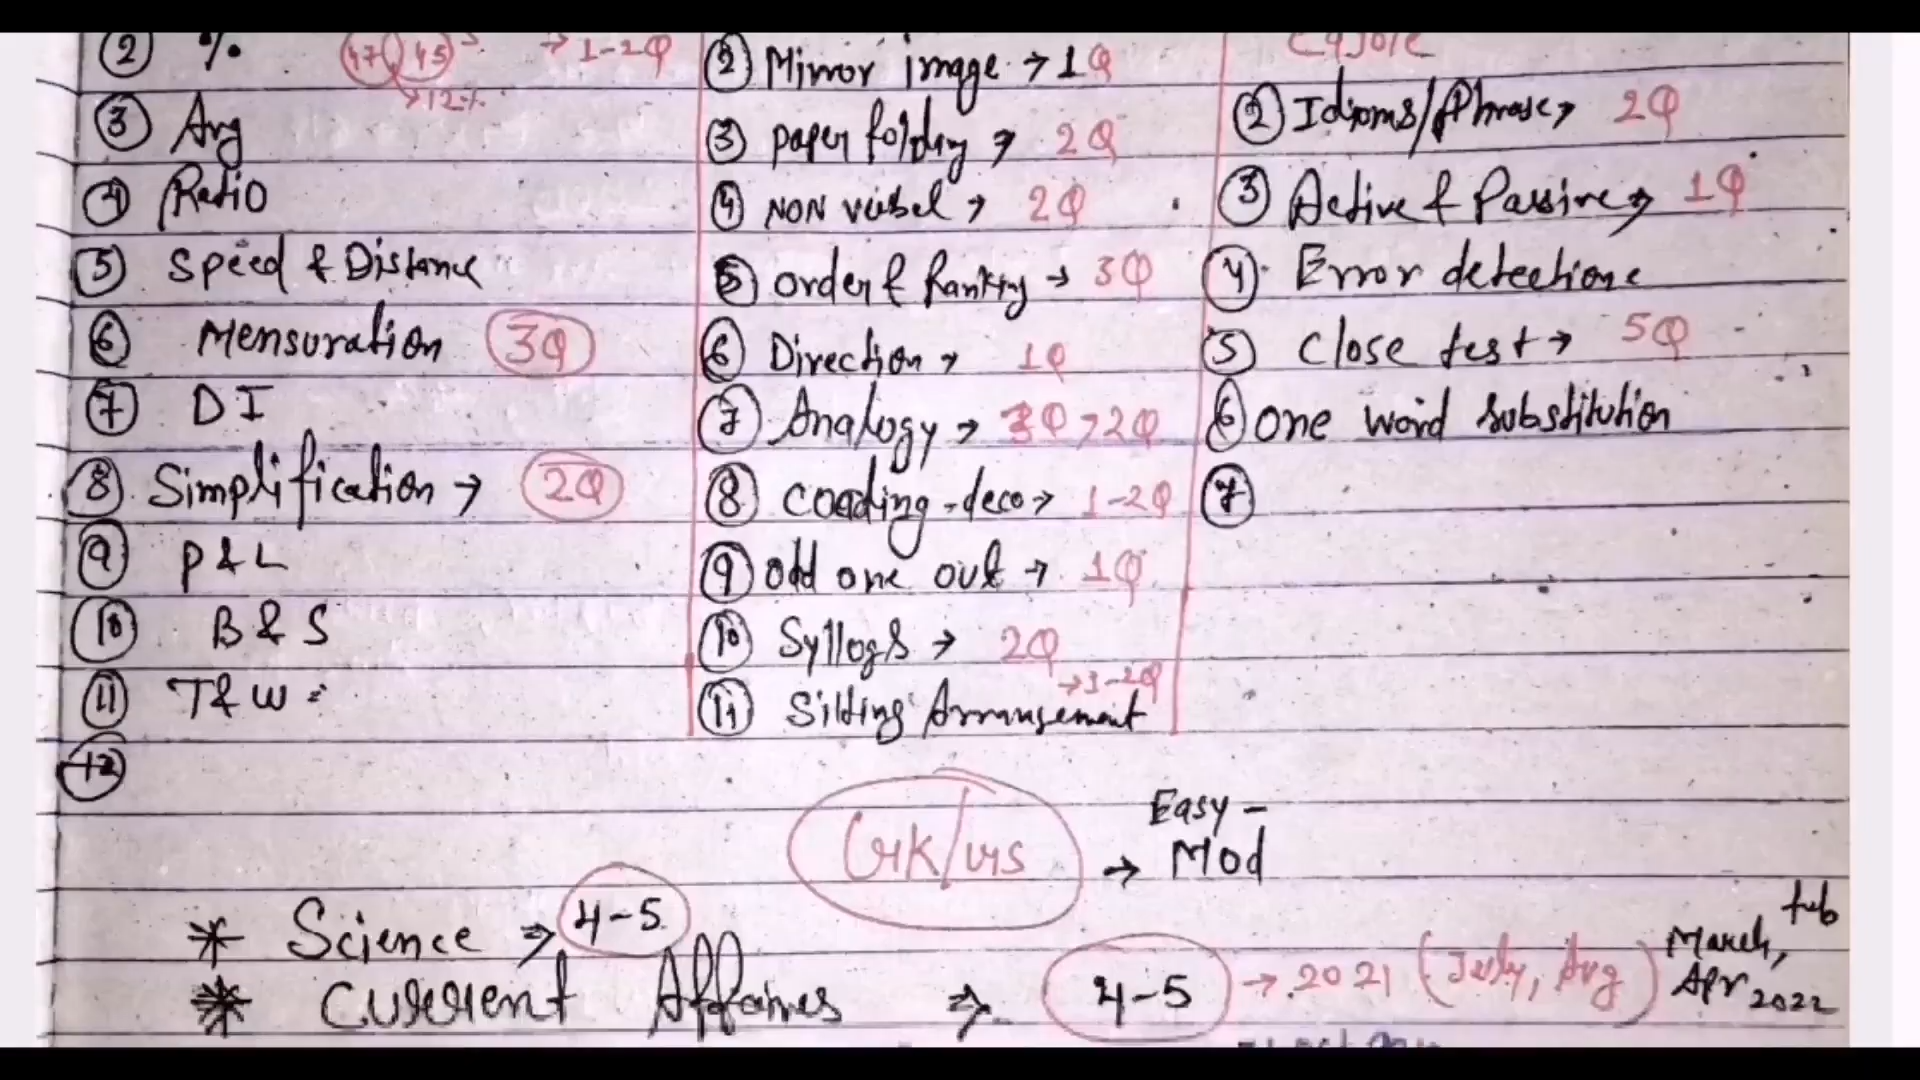 ② % 47 45 → 1-2Q
→ 12%
③ Avg
④ Ratio
⑤ Speed & Distance
⑥ Mensuration 3Q
⑦ DI
⑧ Simplification → 2Q
⑨ P&L
⑩ B & S
⑪ T&W
⑫
② Mirror image → 1Q
③ paper folding → 2Q
④ NON verbel → 2Q
⑤ order & Ranking → 3Q
⑥ Direction → 1Q
⑦ Analogy → 3Q 2Q
⑧ Coading-deco → 1-2Q
⑨ odd one out → 1Q
⑩ Syllogs → 2Q
→ 1-2Q
⑪ Sitting Arrangement
Cajole
② Idioms/Phrase → 2Q
③ Active & Passive → 1Q
④ Error detection
⑤ Close test → 5Q
⑥ one word substitution
⑦
GK/GS → Easy -
Mod
* Science → 4-5
* Current Affaires ⇒ 4-5 → 2021 (July, Aug) March, Feb
Apr 2022